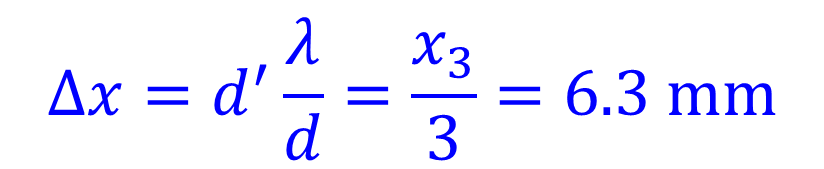 Δx = d′ λ/d = x₃/3 = 6.3 mm